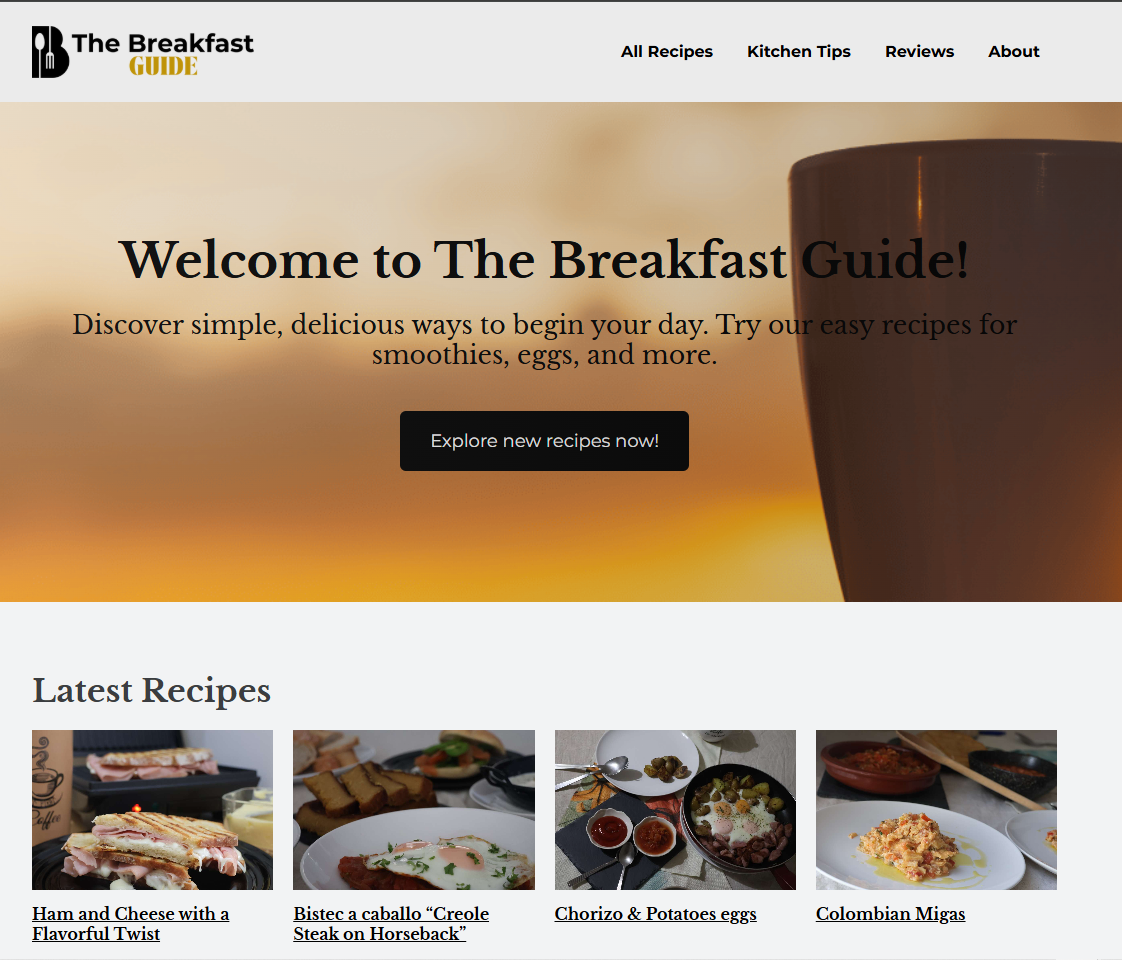 The Breakfast
GUIDE
All Recipes Kitchen Tips Reviews About
Welcome to The Breakfast Guide!
Discover simple, delicious ways to begin your day. Try our easy recipes for
smoothies, eggs, and more.
Explore new recipes now!
Latest Recipes
Ham and Cheese with a
Flavorful Twist
Bistec a caballo “Creole
Steak on Horseback”
Chorizo & Potatoes eggs
Colombian Migas